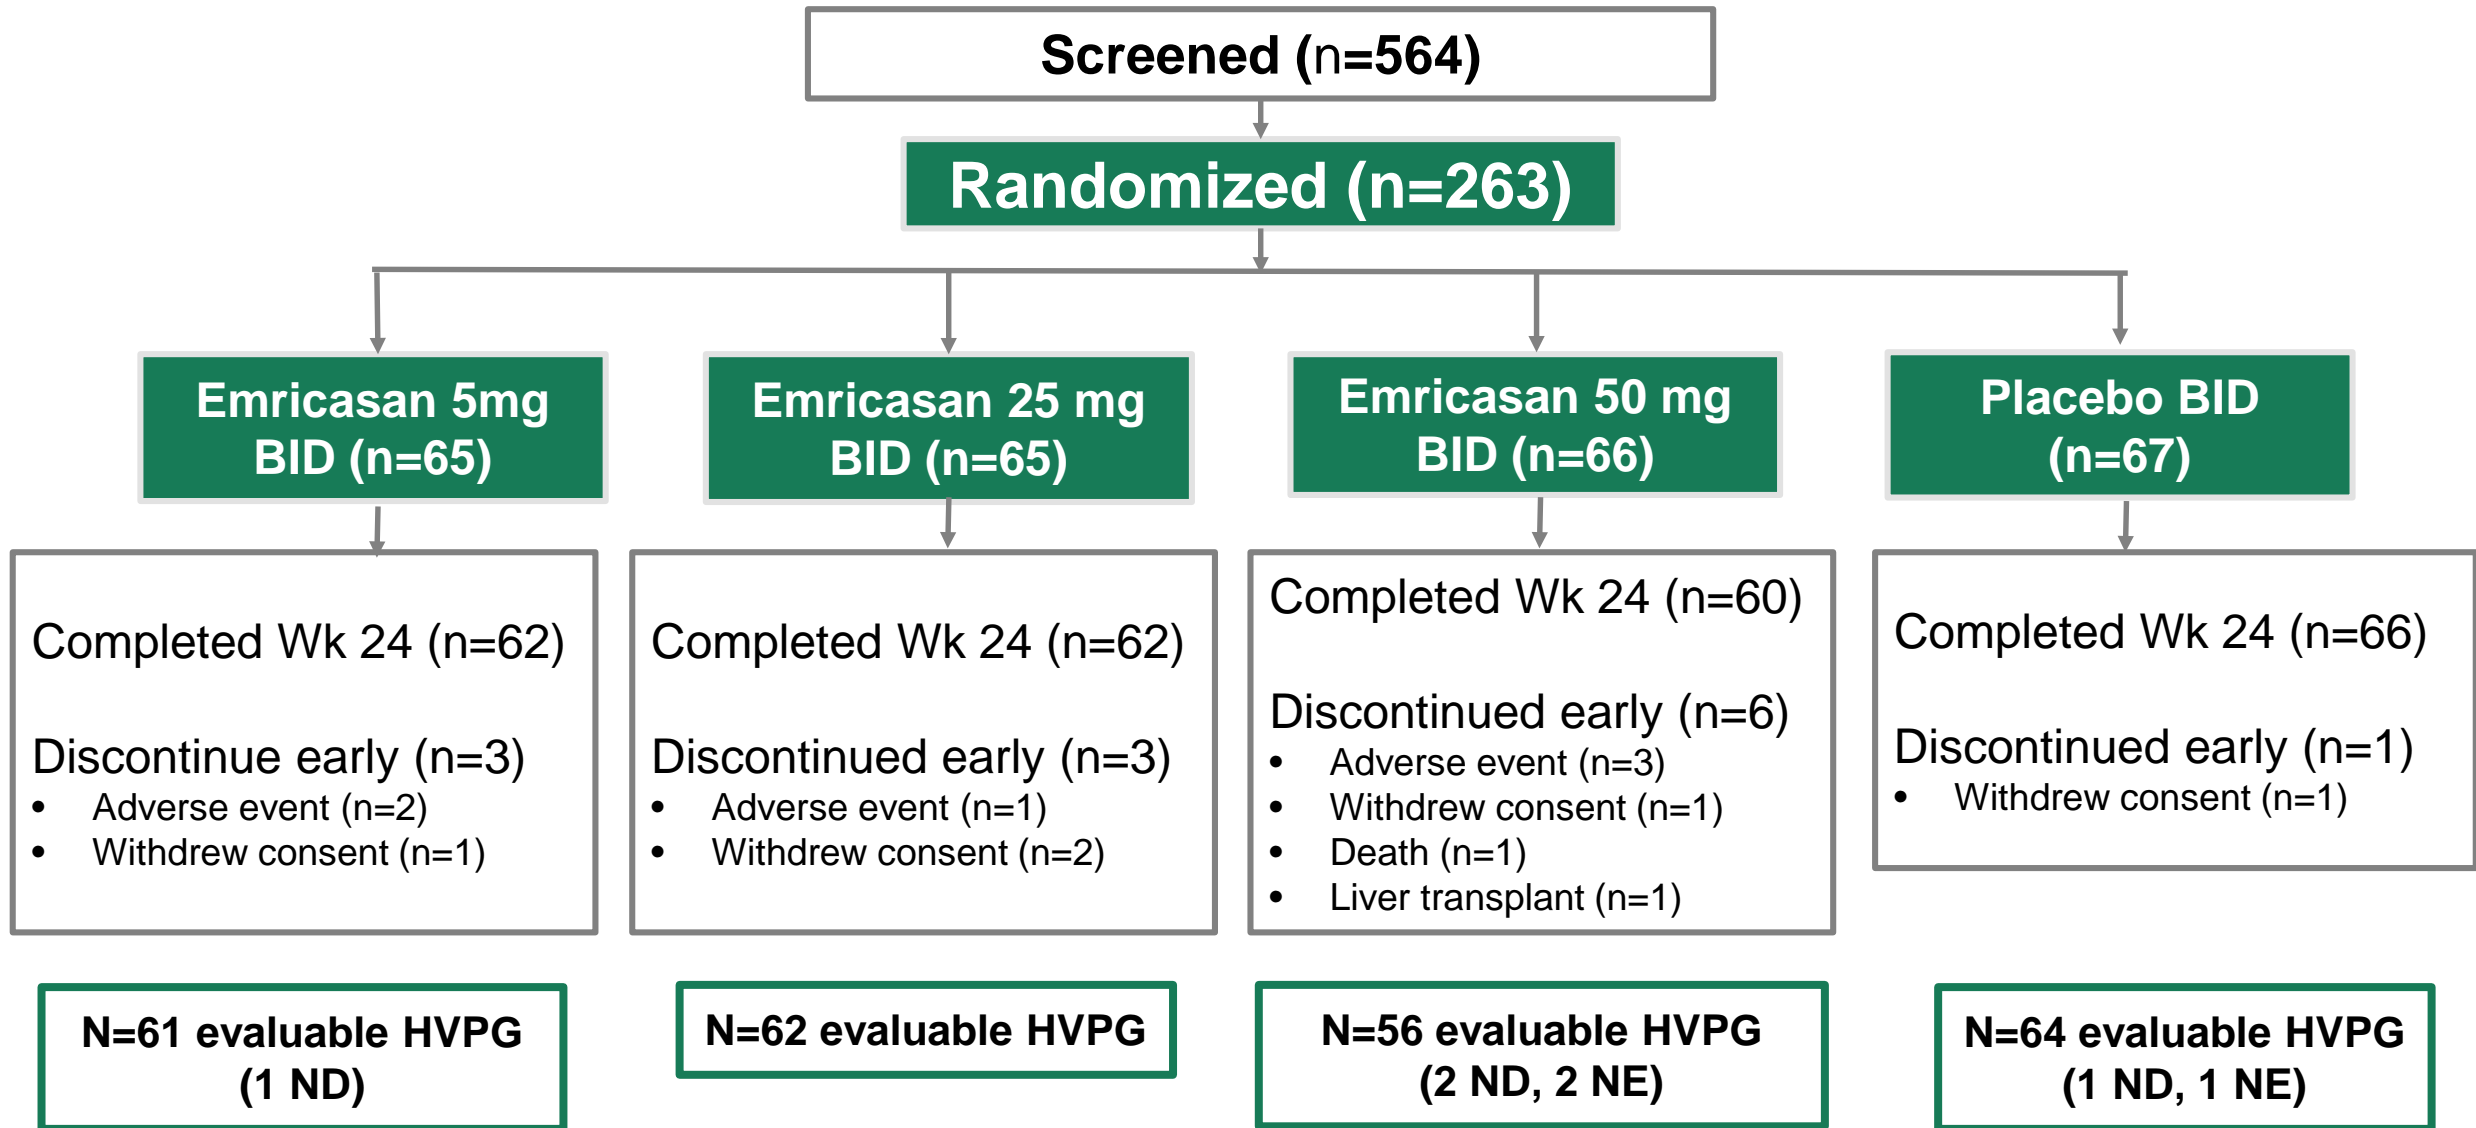 Screened (n=564)
Randomized (n=263)
Emricasan 5mg
BID (n=65)
Emricasan 25 mg
BID (n=65)
Emricasan 50 mg
BID (n=66)
Placebo BID
(n=67)
Completed Wk 24 (n=62)
Discontinue early (n=3)
• Adverse event (n=2)
• Withdrew consent (n=1)
Completed Wk 24 (n=62)
Discontinued early (n=3)
• Adverse event (n=1)
• Withdrew consent (n=2)
Completed Wk 24 (n=60)
Discontinued early (n=6)
• Adverse event (n=3)
• Withdrew consent (n=1)
• Death (n=1)
• Liver transplant (n=1)
Completed Wk 24 (n=66)
Discontinued early (n=1)
• Withdrew consent (n=1)
N=61 evaluable HVPG
(1 ND)
N=62 evaluable HVPG
N=56 evaluable HVPG
(2 ND, 2 NE)
N=64 evaluable HVPG
(1 ND, 1 NE)